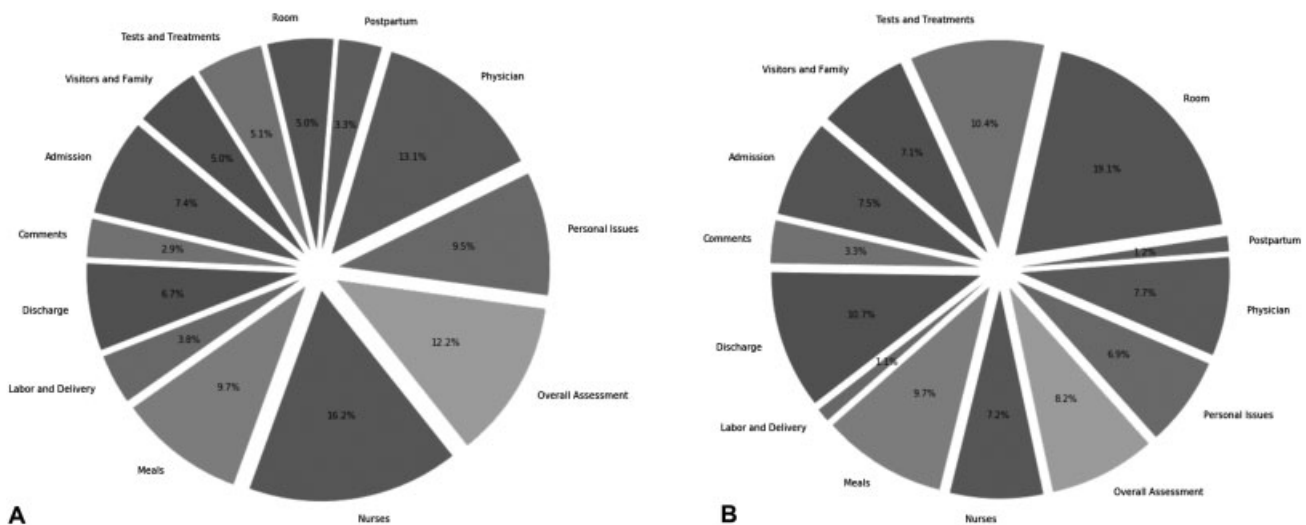 Room
Postpartum
Tests and Treatments
Physician
Visitors and Family
5.0%
3.3%
5.1%
5.0%
13.1%
Admission
7.4%
Personal Issues
9.5%
Comments
2.9%
Discharge
6.7%
3.8%
12.2%
Labor and Delivery
9.7%
Overall Assessment
16.2%
Meals
Nurses
A
Tests and Treatments
Visitors and Family
Room
10.4%
7.1%
19.1%
Admission
7.5%
Comments
3.3%
Postpartum
1.2%
7.7%
Physician
10.7%
Discharge
1.1%
6.9%
9.7%
8.2%
7.2%
Personal Issues
Labor and Delivery
Meals
Overall Assessment
Nurses
B